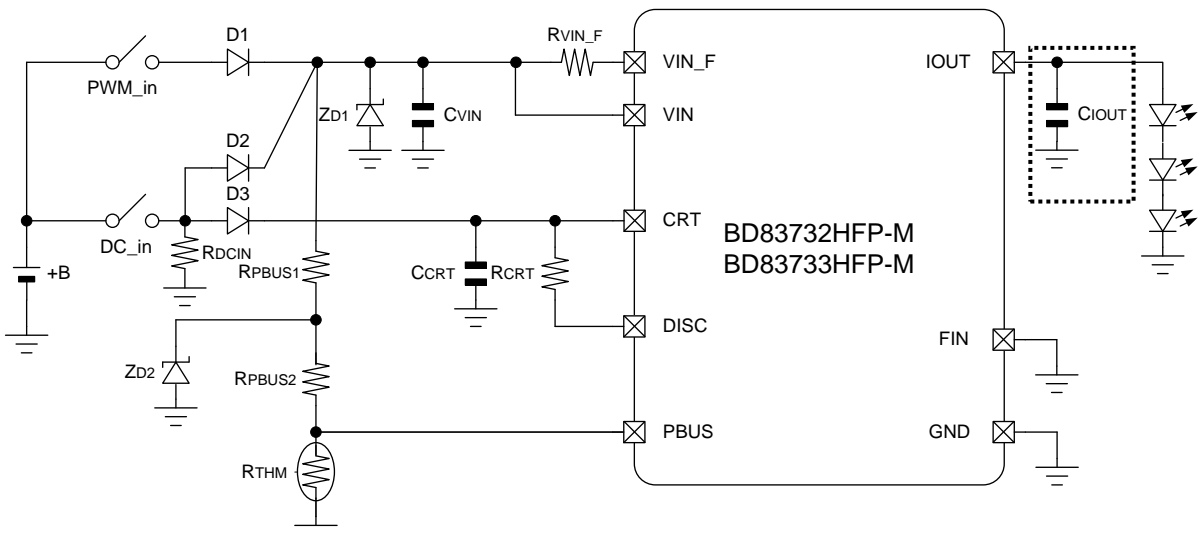 D1
RVIN_F
PWM_in
VIN_F
IOUT
ZD1
CVIN
VIN
CIOUT
D2
D3
CRT
DC_in
RDCIN
BD83732HFP-M
BD83733HFP-M
+B
RPBUS1
CCRT
RCRT
DISC
FIN
ZD2
RPBUS2
PBUS
GND
RTHM